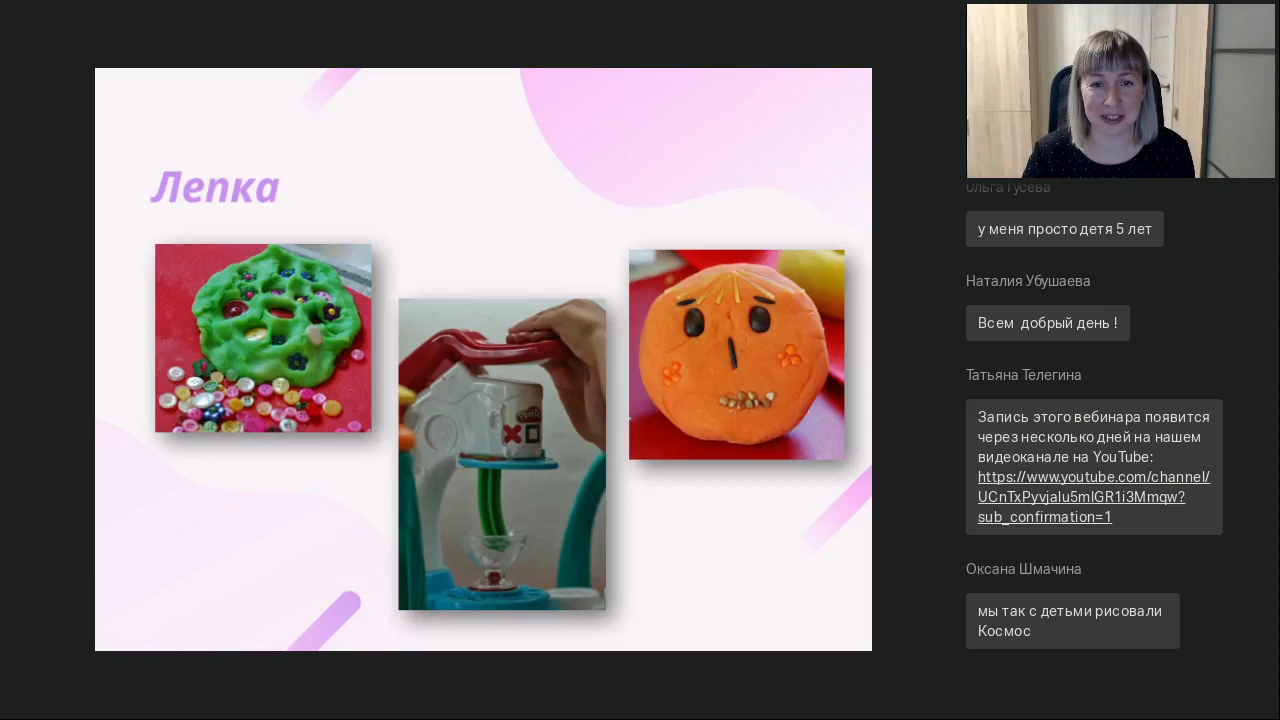 Лепка
Ольга Гусева
у меня просто детя 5 лет
Наталия Убушаева
Всем добрый день !
Татьяна Телегина
Запись этого вебинара появится
через несколько дней на нашем
видеоканале на YouTube:
https://www.youtube.com/channel/
UCnTxPyvjaIu5mIGR1i3Mmqw?
sub_confirmation=1
Оксана Шмачина
мы так с детьми рисовали
Космос